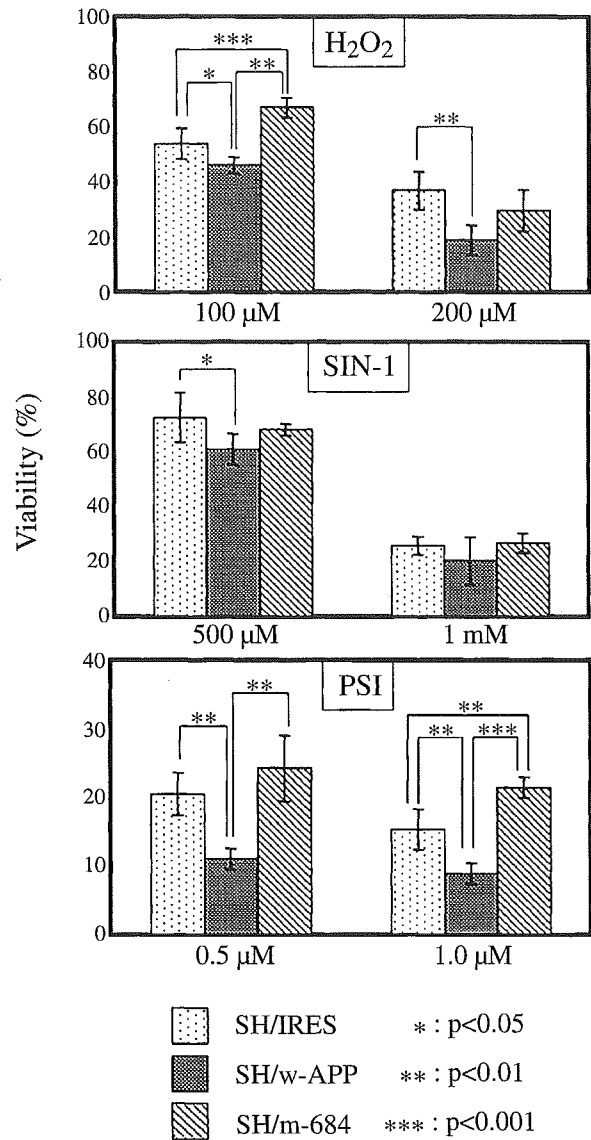 Viability (%)
H₂O₂
100
80
60
40
20
0
***
*
**
**
100 μM
200 μM
SIN-1
100
80
60
40
20
0
*
500 μM
1 mM
PSI
40
30
20
10
0
**
**
**
**
***
0.5 μM
1.0 μM
SH/IRES * : p<0.05
SH/w-APP ** : p<0.01
SH/m-684 *** : p<0.001